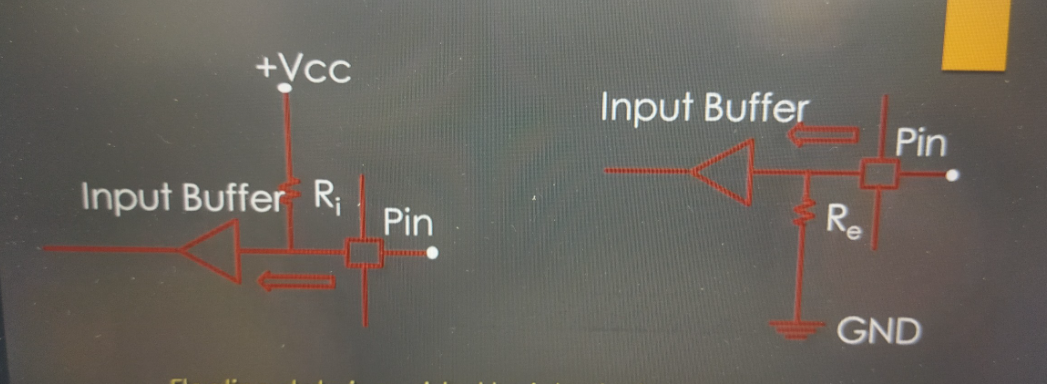 +Vcc
Input Buffer
Ri
Pin
Input Buffer
Pin
Re
GND